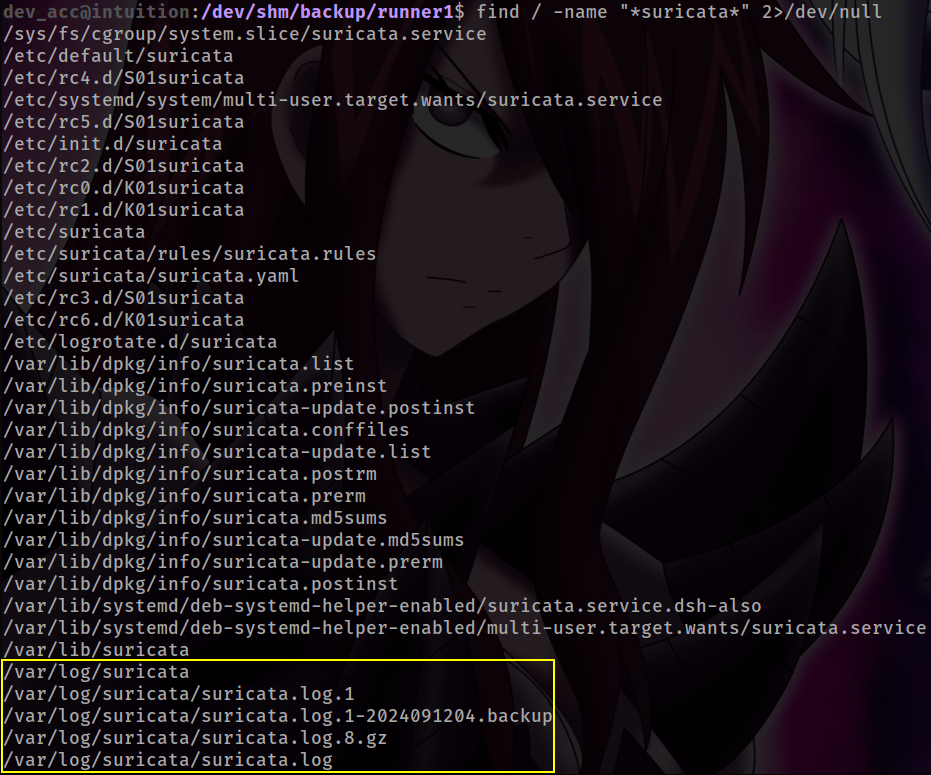 dev_acc@intuition:/dev/shm/backup/runner1$ find / -name "*suricata*" 2>/dev/null
/sys/fs/cgroup/system.slice/suricata.service
/etc/default/suricata
/etc/rc4.d/S01suricata
/etc/systemd/system/multi-user.target.wants/suricata.service
/etc/rc5.d/S01suricata
/etc/init.d/suricata
/etc/rc2.d/S01suricata
/etc/rc0.d/K01suricata
/etc/rc1.d/K01suricata
/etc/suricata
/etc/suricata/rules/suricata.rules
/etc/suricata/suricata.yaml
/etc/rc3.d/S01suricata
/etc/rc6.d/K01suricata
/etc/logrotate.d/suricata
/var/lib/dpkg/info/suricata.list
/var/lib/dpkg/info/suricata.preinst
/var/lib/dpkg/info/suricata-update.postinst
/var/lib/dpkg/info/suricata.conffiles
/var/lib/dpkg/info/suricata-update.list
/var/lib/dpkg/info/suricata.postrm
/var/lib/dpkg/info/suricata.prerm
/var/lib/dpkg/info/suricata.md5sums
/var/lib/dpkg/info/suricata-update.md5sums
/var/lib/dpkg/info/suricata-update.prerm
/var/lib/dpkg/info/suricata.postinst
/var/lib/systemd/deb-systemd-helper-enabled/suricata.service.dsh-also
/var/lib/systemd/deb-systemd-helper-enabled/multi-user.target.wants/suricata.service
/var/lib/suricata
/var/log/suricata
/var/log/suricata/suricata.log.1
/var/log/suricata/suricata.log.1-2024091204.backup
/var/log/suricata/suricata.log.8.gz
/var/log/suricata/suricata.log